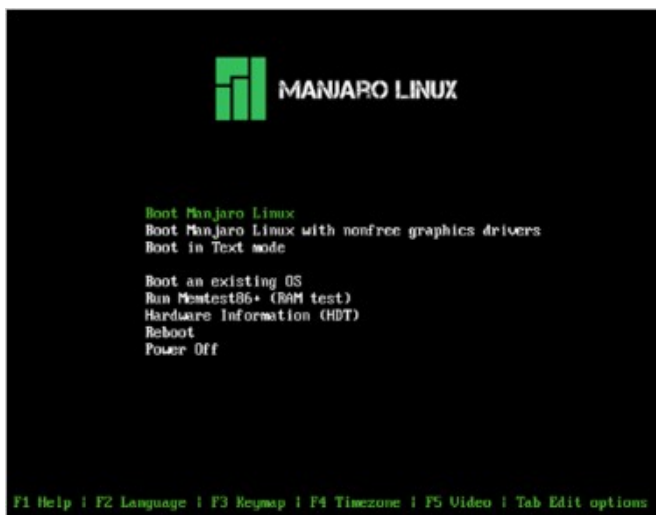 MANJARO LINUX
Boot Manjaro Linux
Boot Manjaro Linux with nonfree graphics drivers
Boot in Text mode
Boot an existing OS
Run Memtest86+ (RAM test)
Hardware Information (HDT)
Reboot
Power Off
F1 Help | F2 Language | F3 Keymap | F4 Timezone | F5 Video | Tab Edit options